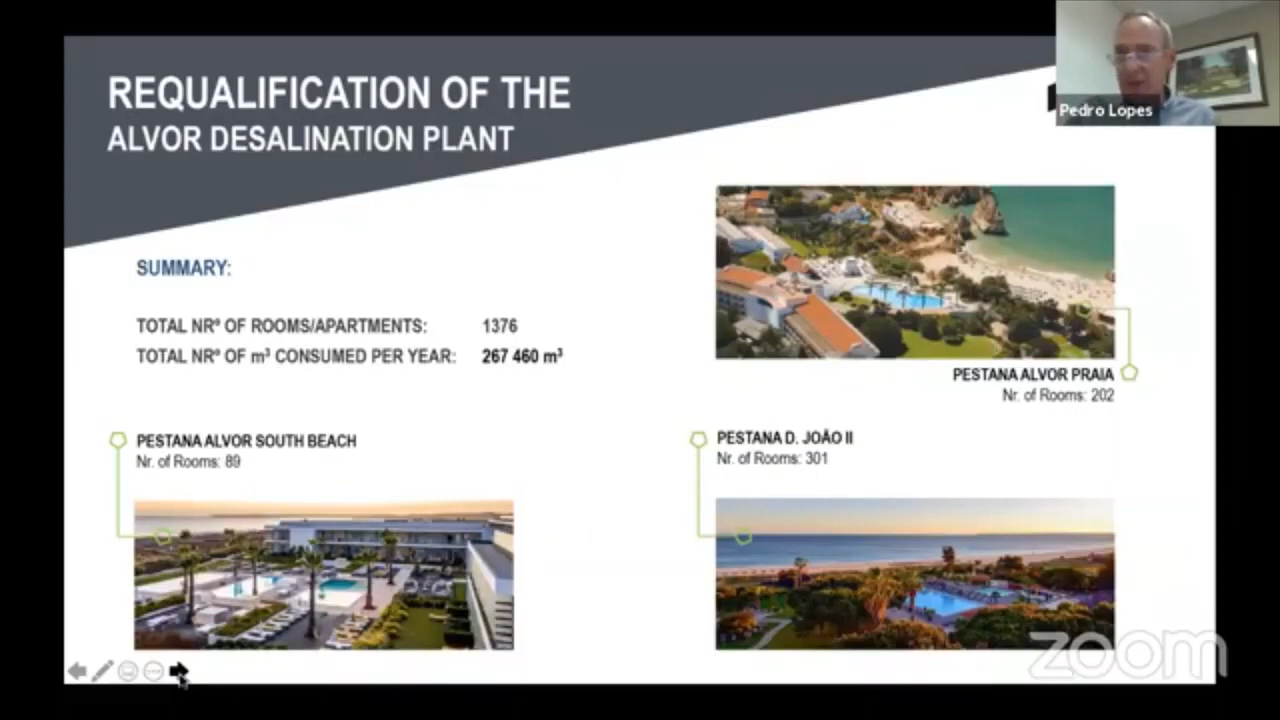 REQUALIFICATION OF THE
ALVOR DESALINATION PLANT
Pedro Lopes
SUMMARY:
TOTAL NRº OF ROOMS/APARTMENTS: 1376
TOTAL NRº OF m³ CONSUMED PER YEAR: 267 460 m³
PESTANA ALVOR PRAIA
Nr. of Rooms: 202
PESTANA ALVOR SOUTH BEACH
Nr. of Rooms: 89
PESTANA D. JOÃO II
Nr. of Rooms: 301
zoom